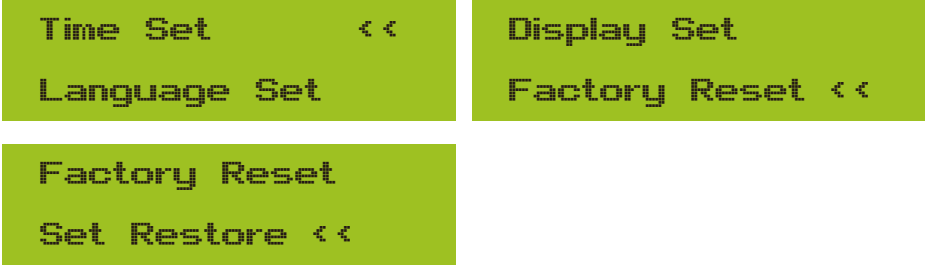 Time Set <<
Language Set
Display Set
Factory Reset <<
Factory Reset
Set Restore <<